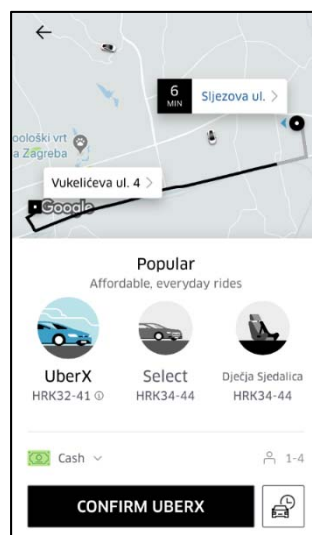 6
MIN
Sljezova ul.
oološki vrt
a Zagreba
Vukelićeva ul. 4
Google
Popular
Affordable, everyday rides
UberX
Select
Dječja Sjedalica
HRK32-41
HRK34-44
HRK34-44
Cash
1-4
CONFIRM UBERX